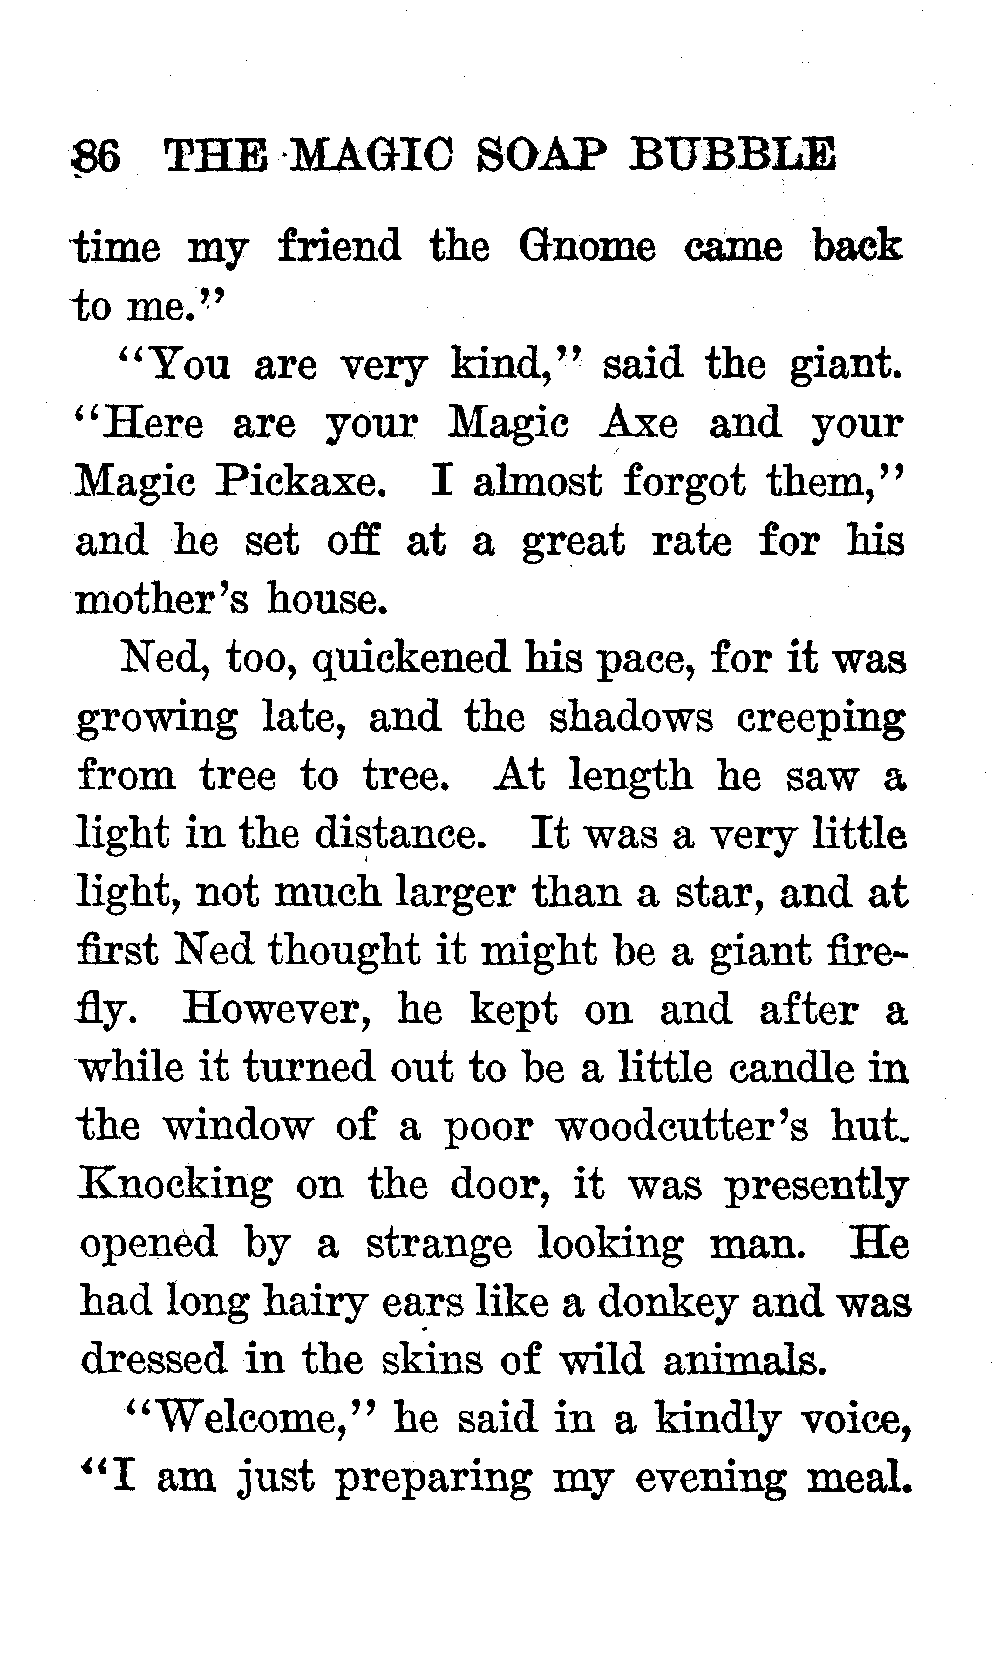 86 THE MAGIC SOAP BUBBLE
time my friend the Gnome came back
to me."
"You are very kind," said the giant.
"Here are your Magic Axe and your
Magic Pickaxe. I almost forgot them,"
and he set off at a great rate for his
mother's house.
Ned, too, quickened his pace, for it was
growing late, and the shadows creeping
from tree to tree. At length he saw a
light in the distance. It was a very little
light, not much larger than a star, and at
first Ned thought it might be a giant fire-
fly. However, he kept on and after a
while it turned out to be a little candle in
the window of a poor woodcutter's hut.
Knocking on the door, it was presently
opened by a strange looking man. He
had long hairy ears like a donkey and was
dressed in the skins of wild animals.
"Welcome," he said in a kindly voice,
"I am just preparing my evening meal.